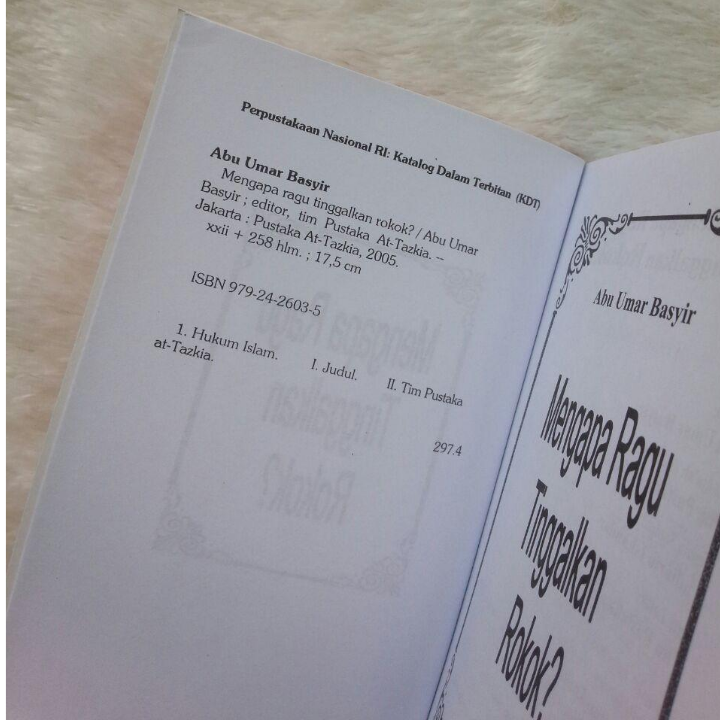 Perpustakaan Nasional RI: Katalog Dalam Terbitan (KDT)
Abu Umar Basyir
Mengapa ragu tinggalkan rokok? / Abu Umar
Basyir ; editor, tim Pustaka At-Tazkia. --
Jakarta : Pustaka At-Tazkia, 2005.
xxii + 258 hlm. ; 17,5 cm
ISBN 979-24-2603-5
1. Hukum Islam. I. Judul. II. Tim Pustaka
at-Tazkia.
297.4
Abu Umar Basyir
Mengapa Ragu
Tinggalkan
Rokok?